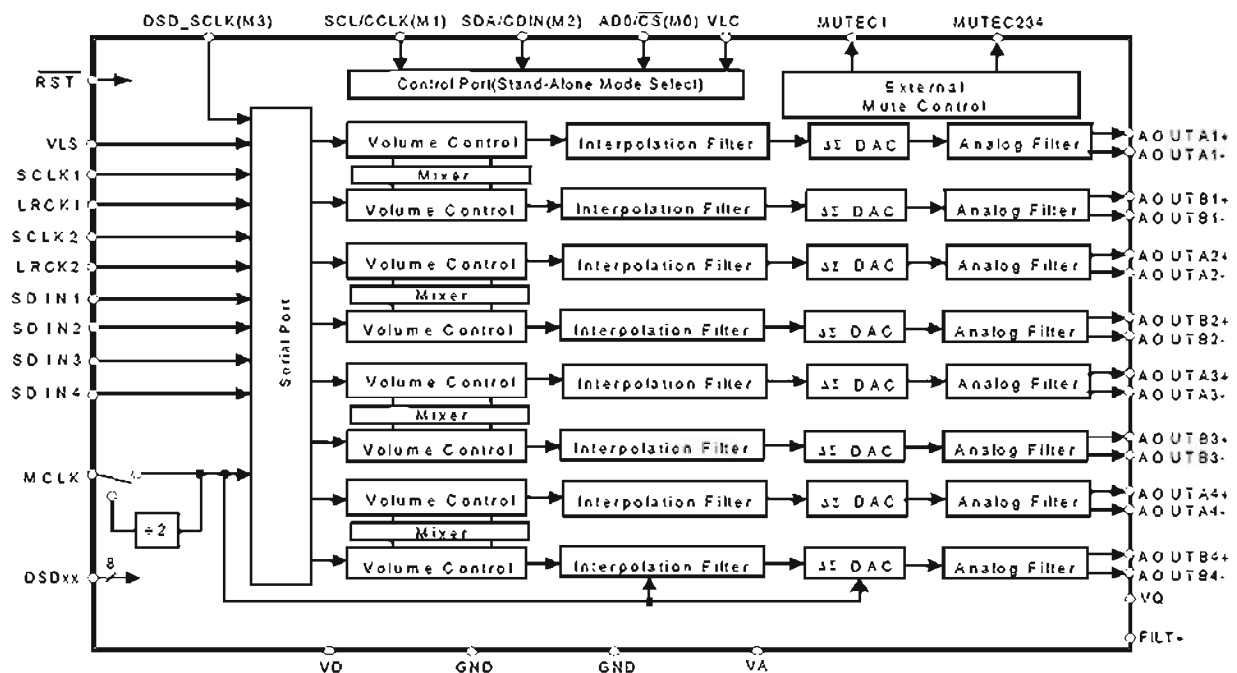 DSD_SCLK(M3) SCL/CCLK(M1) SDA/CDIN(M2) AD0/CS(M0) VLC MUTEC1 MUTEC234
RST
Control Port(Stand-Alone Mode Select)
External
Mute Control
VLS
SCLK1
LRCK1
SCLK2
LRCK2
SDIN1
SDIN2
SDIN3
SDIN4
MCLK
÷2
DSDxx
8
Serial Port
Volume Control Interpolation Filter ΔΣ DAC Analog Filter AOUTA1+
AOUTA1-
Mixer
Volume Control Interpolation Filter ΔΣ DAC Analog Filter AOUTB1+
AOUTB1-
Volume Control Interpolation Filter ΔΣ DAC Analog Filter AOUTA2+
AOUTA2-
Mixer
Volume Control Interpolation Filter ΔΣ DAC Analog Filter AOUTB2+
AOUTB2-
Volume Control Interpolation Filter ΔΣ DAC Analog Filter AOUTA3+
AOUTA3-
Mixer
Volume Control Interpolation Filter ΔΣ DAC Analog Filter AOUTB3+
AOUTB3-
Volume Control Interpolation Filter ΔΣ DAC Analog Filter AOUTA4+
AOUTA4-
Mixer
Volume Control Interpolation Filter ΔΣ DAC Analog Filter AOUTB4+
AOUTB4-
VQ
FILT+
VD GND GND VA